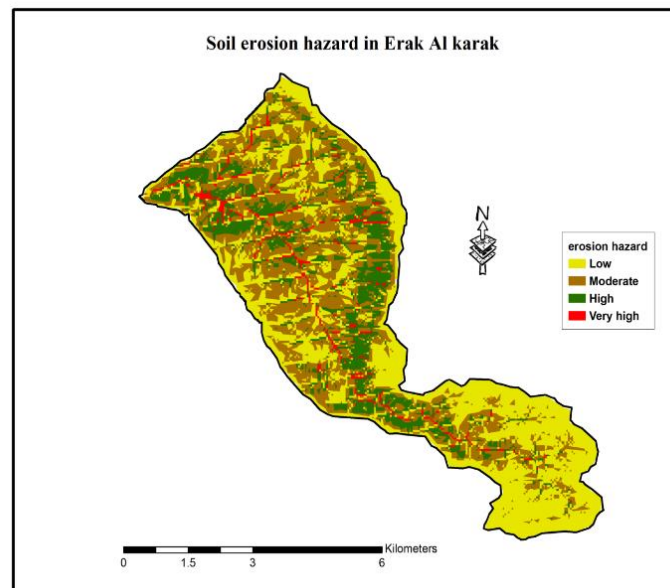 Soil erosion hazard in Erak Al karak
N
erosion hazard
Low
Moderate
High
Very high
Kilometers
0 1.5 3 6